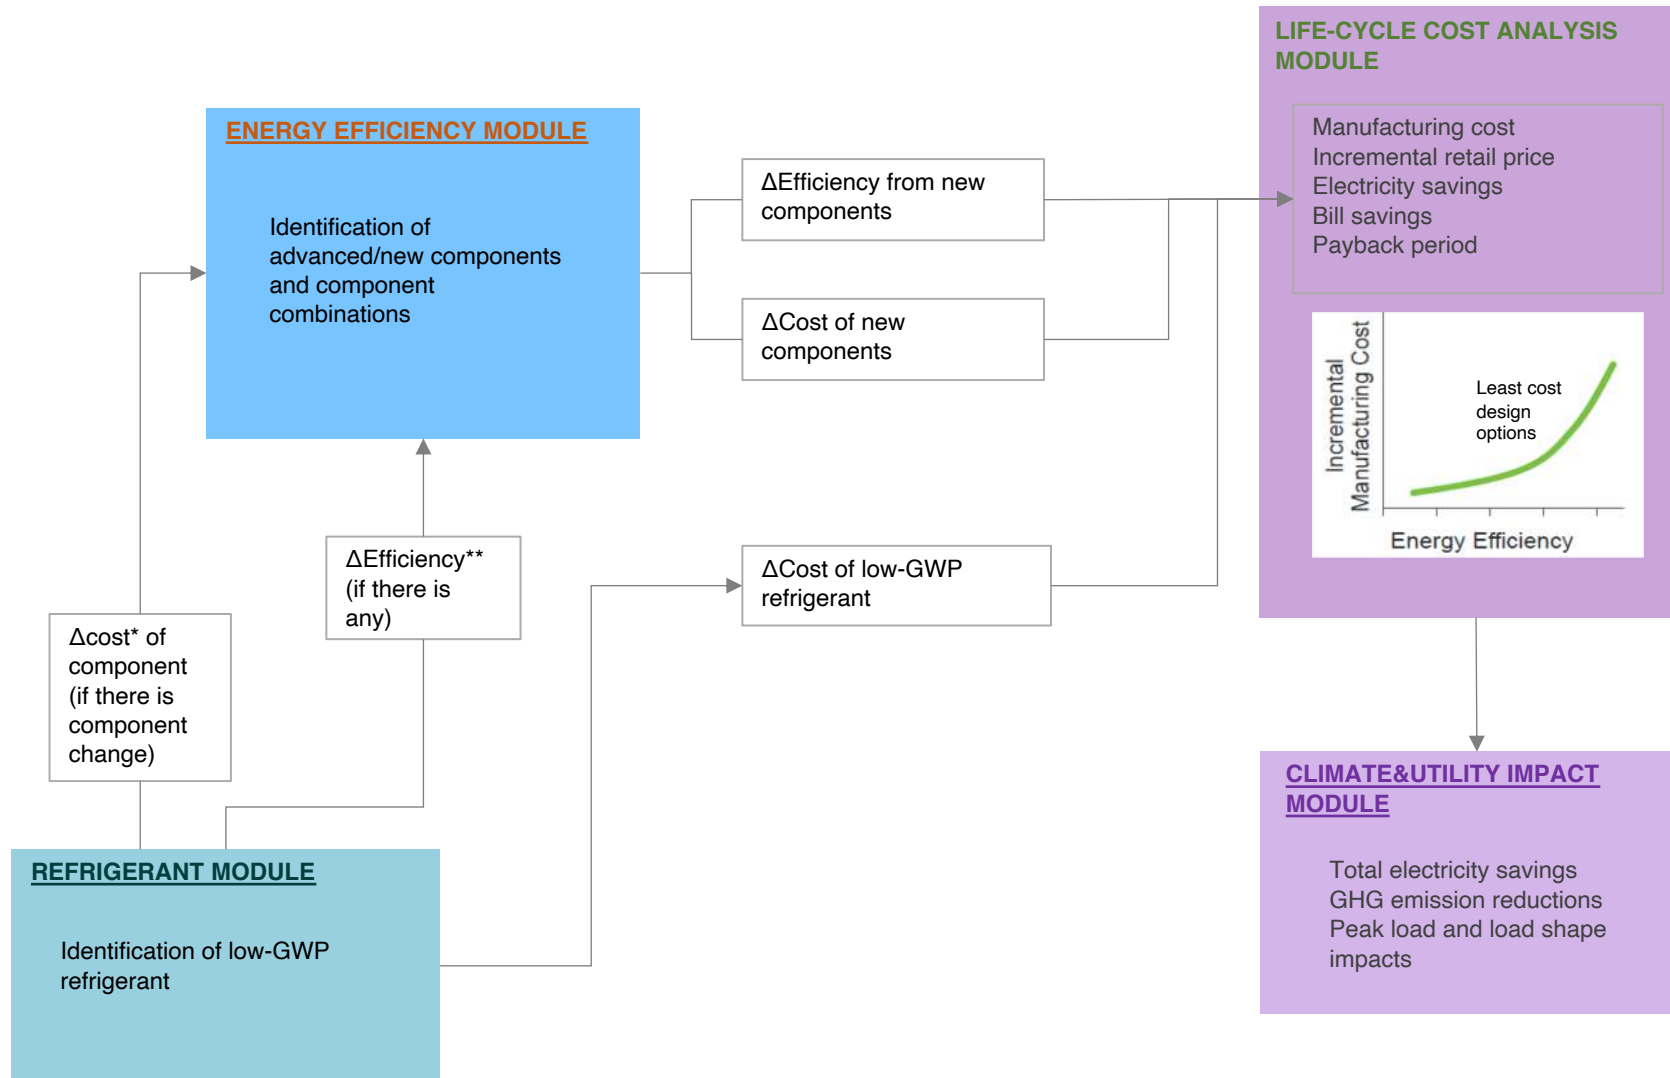 LIFE-CYCLE COST ANALYSIS
MODULE
Manufacturing cost
Incremental retail price
Electricity savings
Bill savings
Payback period
Incremental
Manufacturing Cost
Least cost
design
options
Energy Efficiency
ENERGY EFFICIENCY MODULE
Identification of
advanced/new components
and component
combinations
ΔEfficiency from new
components
ΔCost of new
components
ΔEfficiency**
(if there is
any)
ΔCost of low-GWP
refrigerant
Δcost* of
component
(if there is
component
change)
REFRIGERANT MODULE
Identification of low-GWP
refrigerant
CLIMATE&UTILITY IMPACT
MODULE
Total electricity savings
GHG emission reductions
Peak load and load shape
impacts